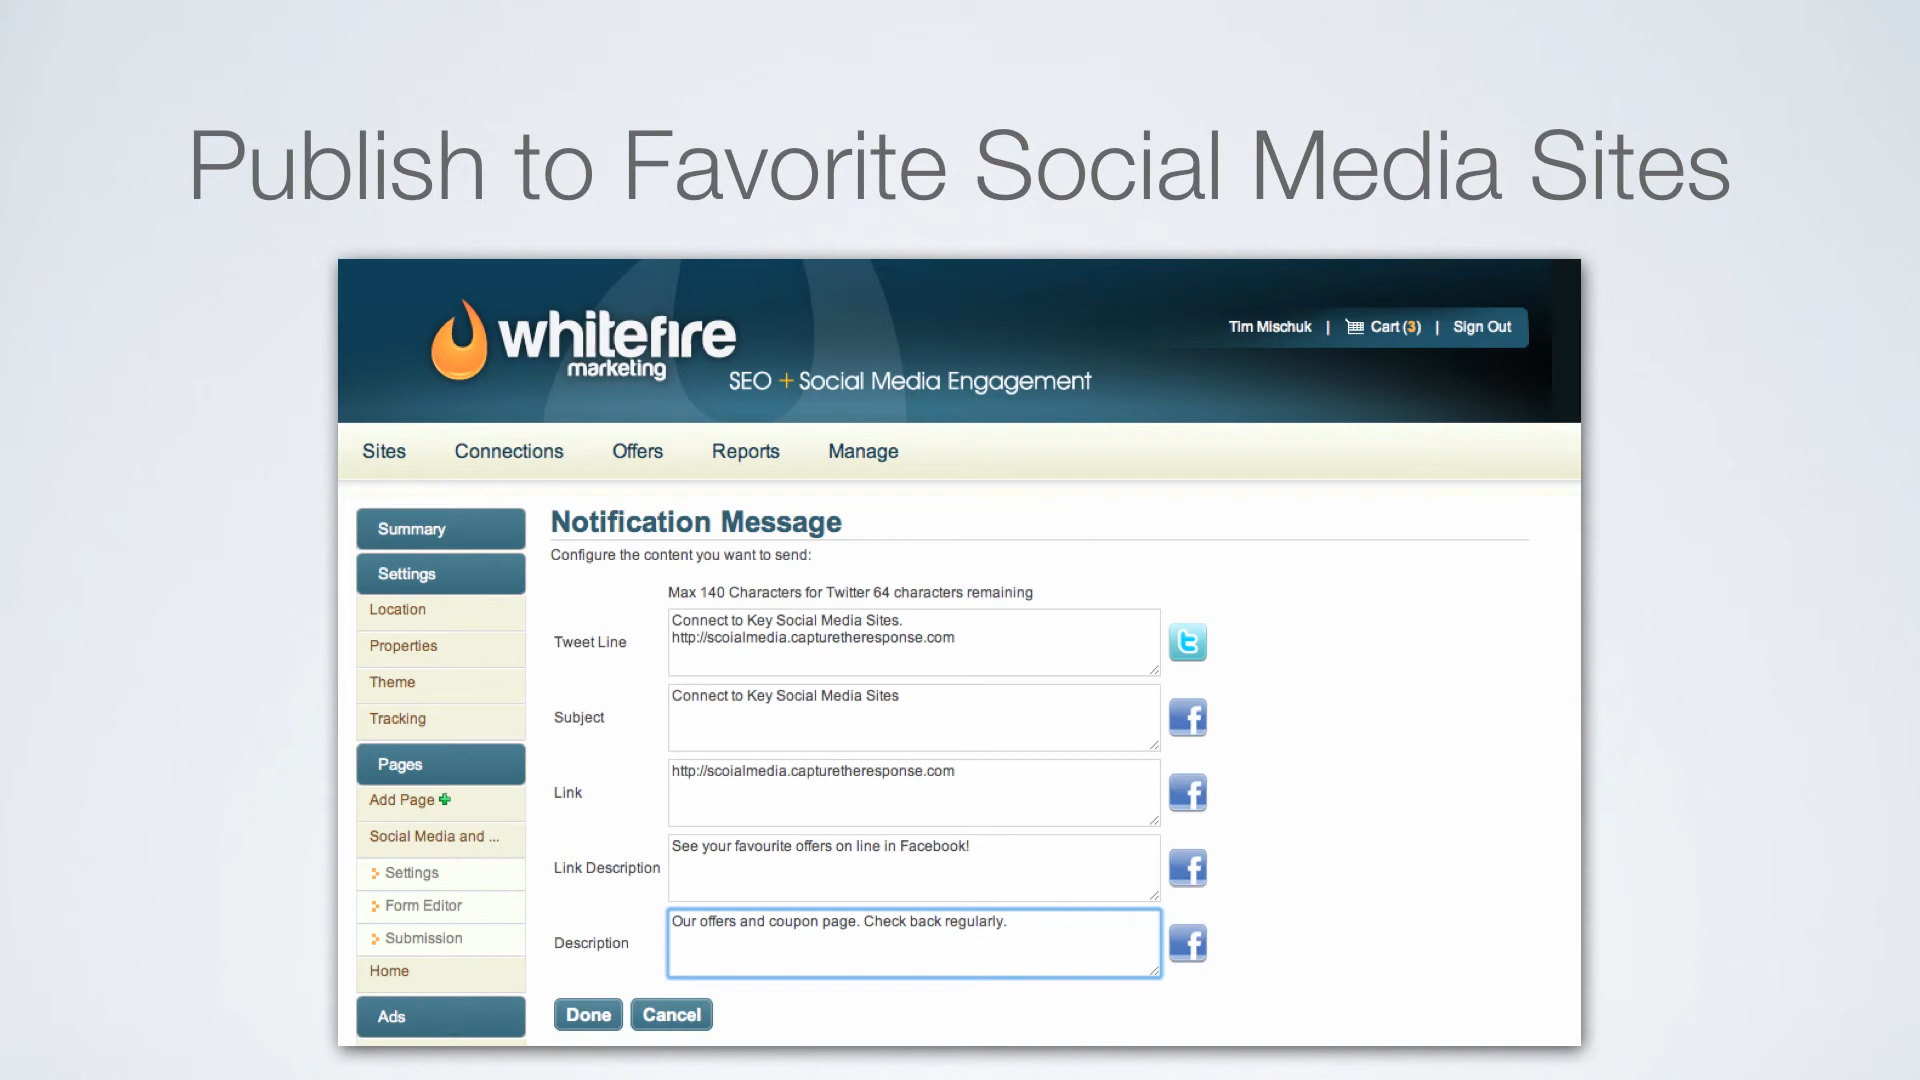 Publish to Favorite Social Media Sites
whitefire
marketing
SEO + Social Media Engagement
Tim Mischuk | Cart (3) | Sign Out
Sites Connections Offers Reports Manage
Summary
Settings
Location
Properties
Theme
Tracking
Pages
Add Page
Social Media and ...
Settings
Form Editor
Submission
Home
Ads
Notification Message
Configure the content you want to send:
Max 140 Characters for Twitter 64 characters remaining
Tweet Line
Connect to Key Social Media Sites.
http://scoialmedia.capturetheresponse.com
Subject
Connect to Key Social Media Sites
Link
http://scoialmedia.capturetheresponse.com
Link Description
See your favourite offers on line in Facebook!
Description
Our offers and coupon page. Check back regularly.
Done Cancel